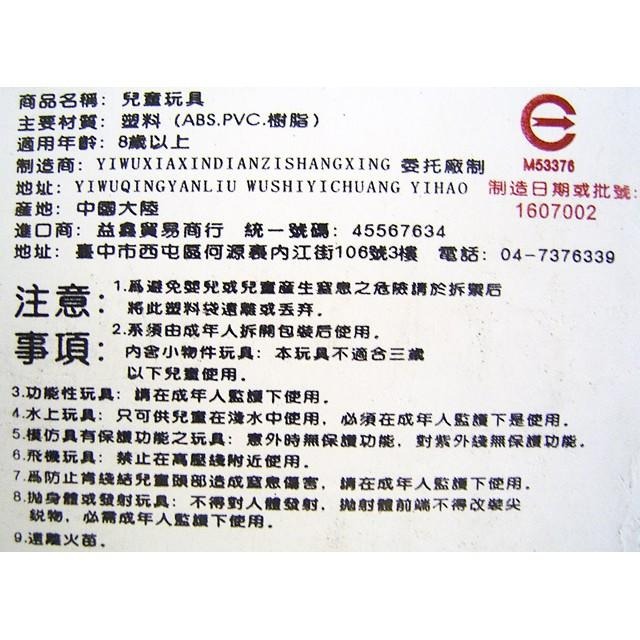 商品名稱: 兒童玩具
主要材質: 塑料 (ABS.PVC.樹脂)
適用年齡: 8歲以上
制造商: YIWUXIAXINDIANZISHANGXING 委托廠制
M53376
地址: YIWUQINGYANLIU WUSHIYICHUANG YIHAO
制造日期或批號:
1607002
產地: 中國大陸
進口商: 益鑫貿易商行 統一號碼: 45567634
地址: 臺中市西屯區何源裏內江街106號3樓 電話: 04-7376339
注意事項:
1.爲避免嬰兒或兒童産生窒息之危險請於拆禦后
將此塑料袋遠離或丟弃.
2.系須由成年人拆開包裝后使用.
內含小物件玩具: 本玩具不適合三歲
以下兒童使用.
3.功能性玩具: 請在成年人監護下使用.
4.水上玩具: 只可供兒童在淺水中使用, 必須在成年人監護下是使用.
5.模仿具有保護功能之玩具: 意外時無保護功能, 對紫外綫無保護功能.
6.飛機玩具: 禁止在高壓綫附近使用.
7.爲防止肯綫結兒童頭部造成窒息傷害, 請在成年人監護下使用.
8.抛身體或發射玩具: 不得對人體發射, 抛射體前端不得改裝尖
銳物, 必需成年人監護下使用.
9.遠離火苗.